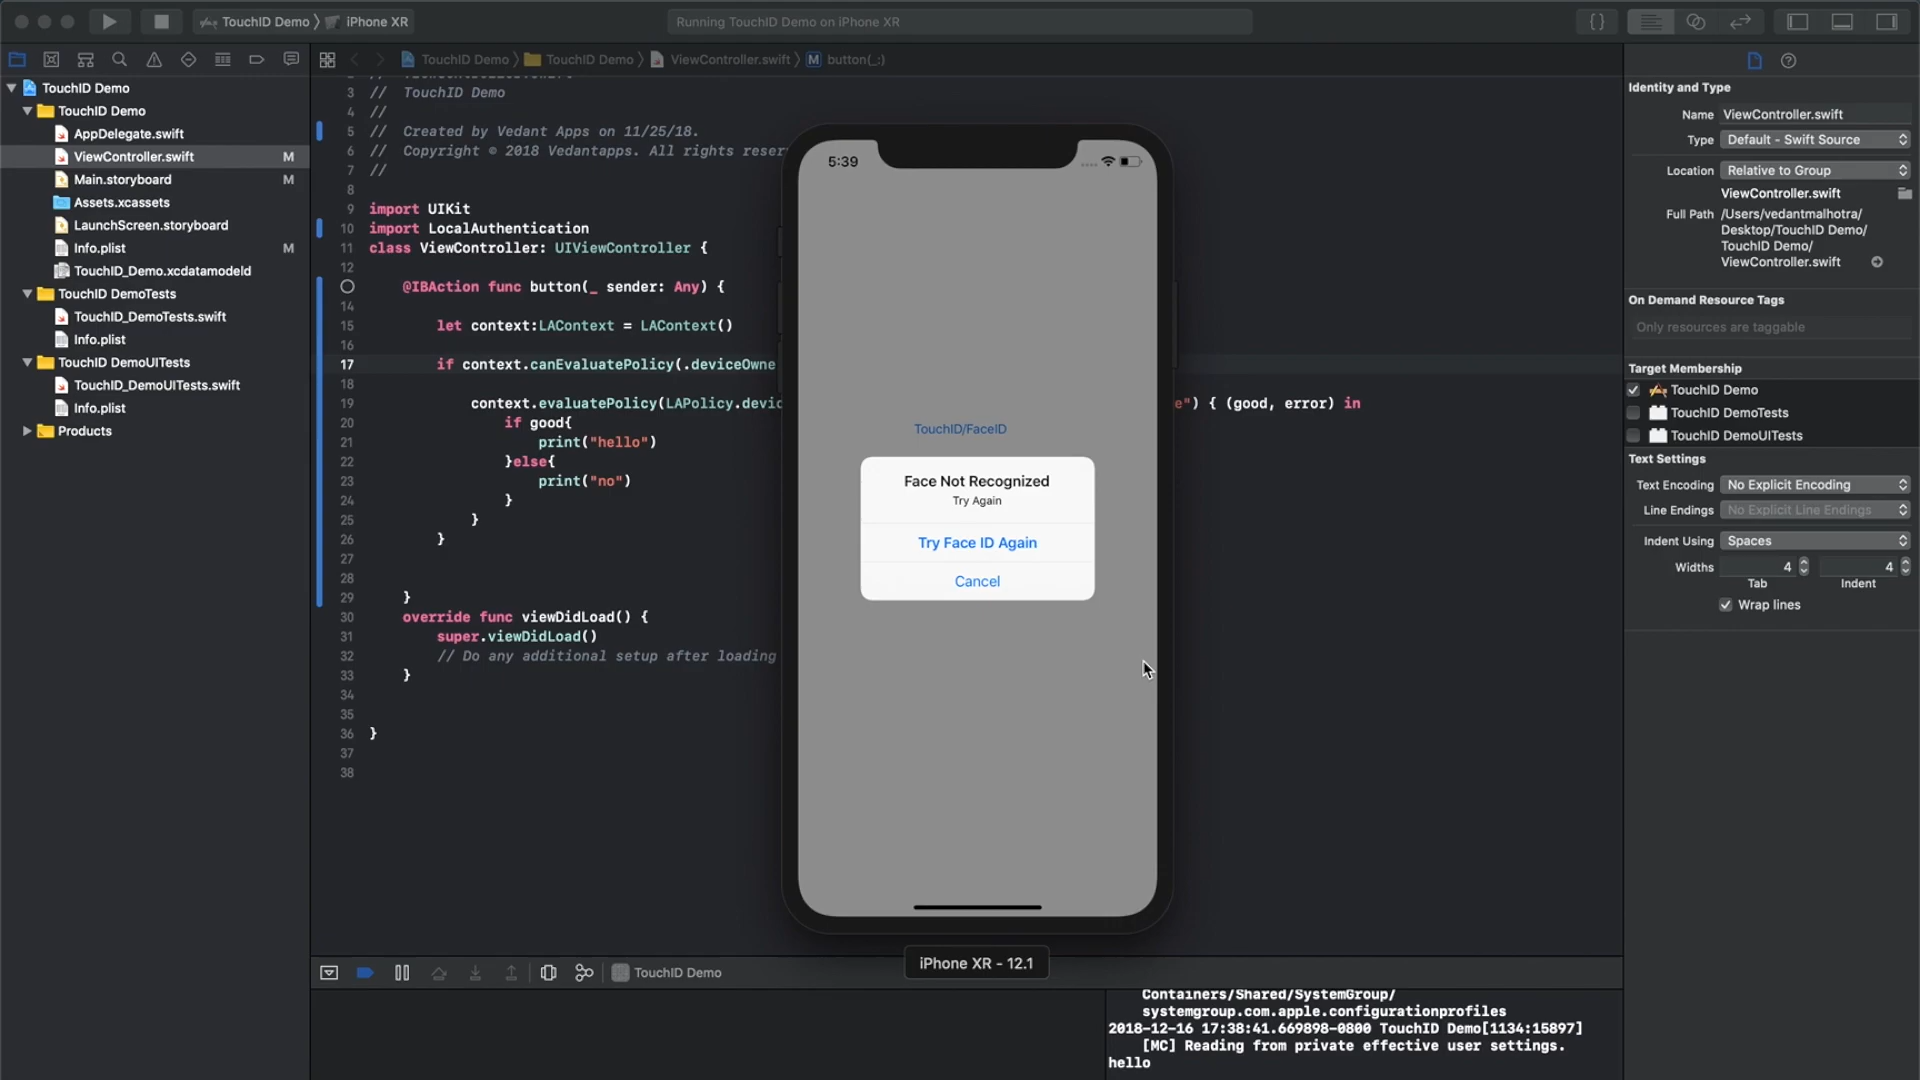 TouchID Demo
iPhone XR
Running TouchID Demo on iPhone XR
TouchID Demo
TouchID Demo
ViewController.swift
M
button(_:)
TouchID Demo
TouchID Demo
AppDelegate.swift
ViewController.swift M
Main.storyboard M
Assets.xcassets
LaunchScreen.storyboard
Info.plist M
TouchID_Demo.xcdatamodeld
TouchID DemoTests
TouchID_DemoTests.swift
Info.plist
TouchID DemoUITests
TouchID_DemoUITests.swift
Info.plist
Products
3 // TouchID Demo
4 //
5 // Created by Vedant Apps on 11/25/18.
6 // Copyright © 2018 Vedantapps. All rights reser
7 //
8
9 import UIKit
10 import LocalAuthentication
11 class ViewController: UIViewController {
12
@IBAction func button(_ sender: Any) {
14
15 let context:LAContext = LAContext()
16
17 if context.canEvaluatePolicy(.deviceOwne
18
19 context.evaluatePolicy(LAPolicy.devic e") { (good, error) in
20 if good{
21 print("hello")
22 }else{
23 print("no")
24 }
25 }
26 }
27
28
29 }
30 override func viewDidLoad() {
31 super.viewDidLoad()
32 // Do any additional setup after loading
33 }
34
35
36 }
37
38
5:39
TouchID/FaceID
Face Not Recognized
Try Again
Try Face ID Again
Cancel
iPhone XR - 12.1
TouchID Demo
Containers/Shared/SystemGroup/
systemgroup.com.apple.configurationprofiles
2018-12-16 17:38:41.669898-0800 TouchID Demo[1134:15897]
[MC] Reading from private effective user settings.
hello
Identity and Type
Name ViewController.swift
Type Default - Swift Source
Location Relative to Group
ViewController.swift
Full Path /Users/vedantmalhotra/
Desktop/TouchID Demo/
TouchID Demo/
ViewController.swift
On Demand Resource Tags
Only resources are taggable
Target Membership
TouchID Demo
TouchID DemoTests
TouchID DemoUITests
Text Settings
Text Encoding No Explicit Encoding
Line Endings No Explicit Line Endings
Indent Using Spaces
Widths 4 4
Tab Indent
Wrap lines